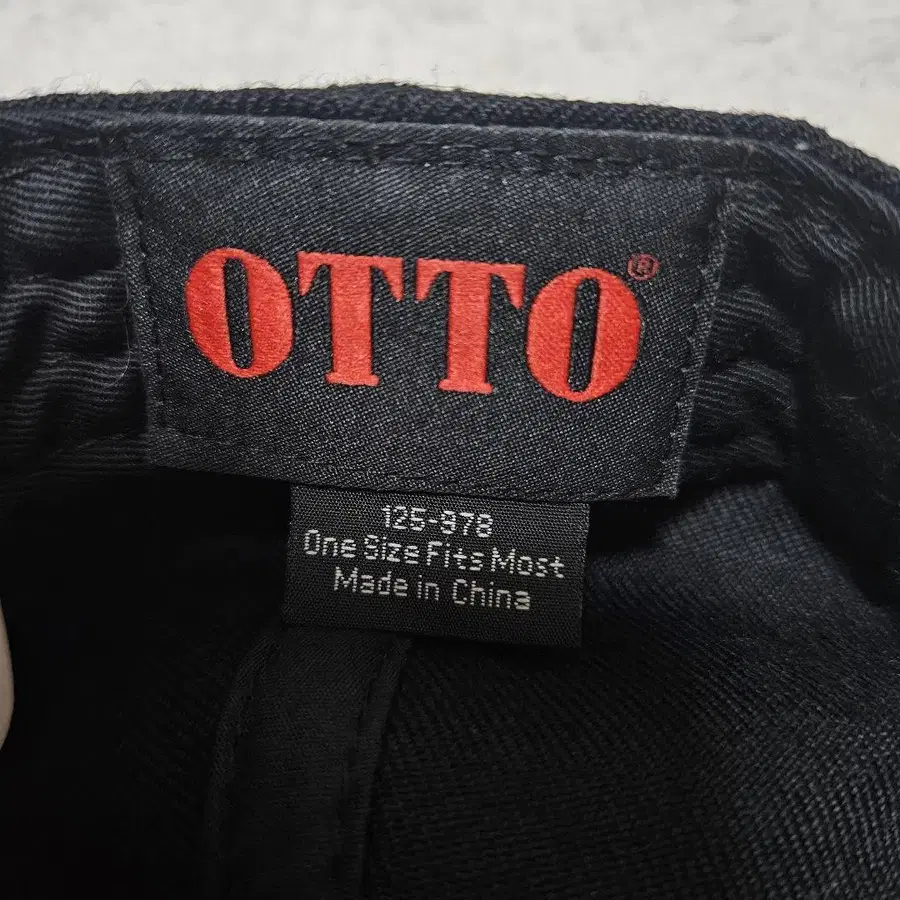 OTTO®
125-978
One Size Fits Most
Made in China